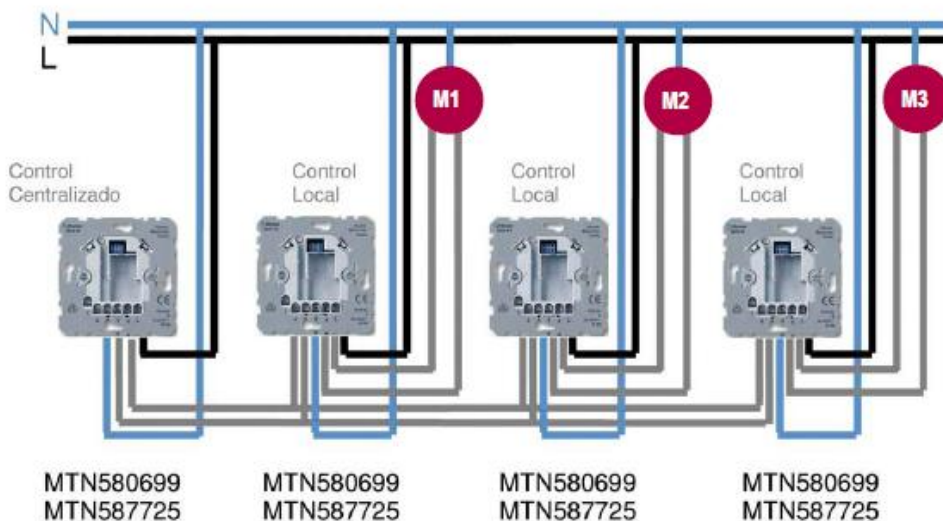 N
L
M1
M2
M3
Control
Centralizado
Control
Local
Control
Local
Control
Local
MTN580699
MTN587725
MTN580699
MTN587725
MTN580699
MTN587725
MTN580699
MTN587725